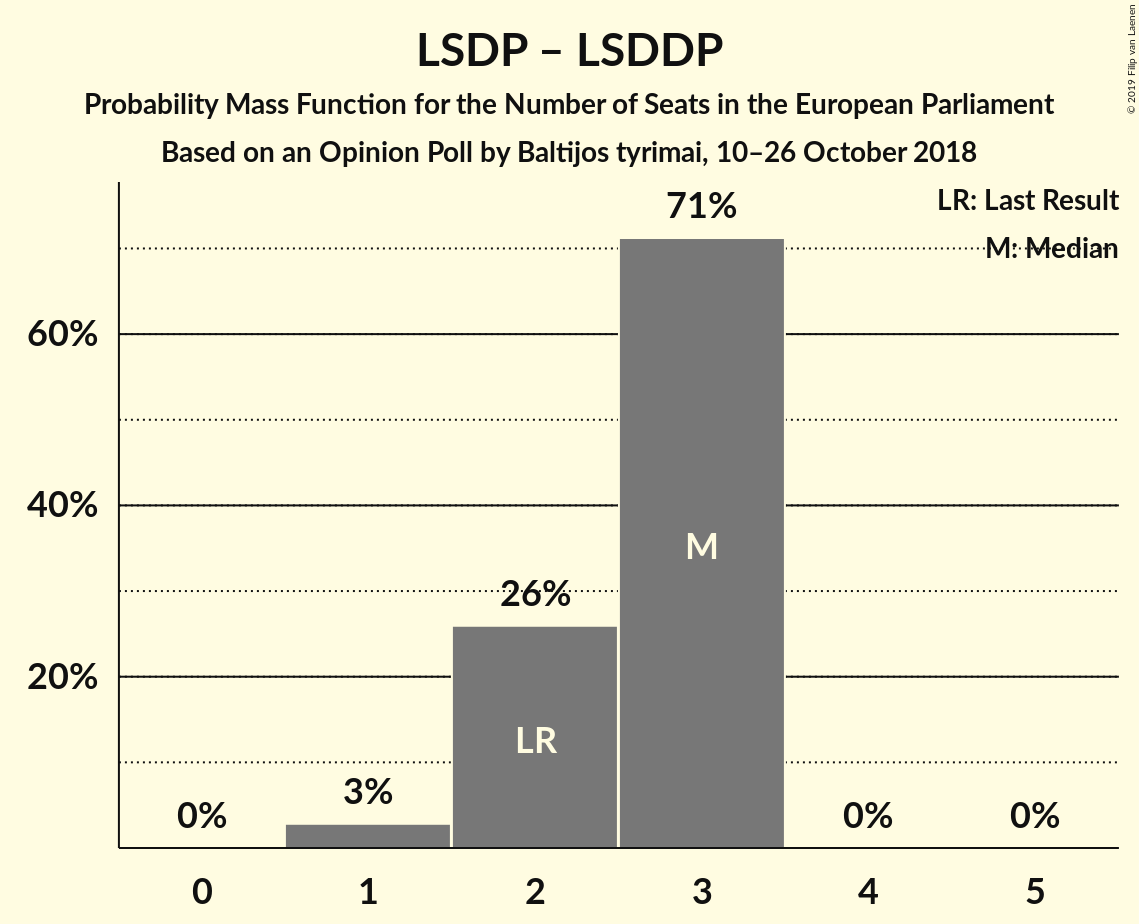 LSDP – LSDDP
Probability Mass Function for the Number of Seats in the European Parliament
Based on an Opinion Poll by Baltijos tyrimai, 10–26 October 2018
© 2019 Filip van Laenen
LR: Last Result
M: Median
71%
60%
40%
M
26%
20%
LR
3%
0%
0%
0%
0
1
2
3
4
5